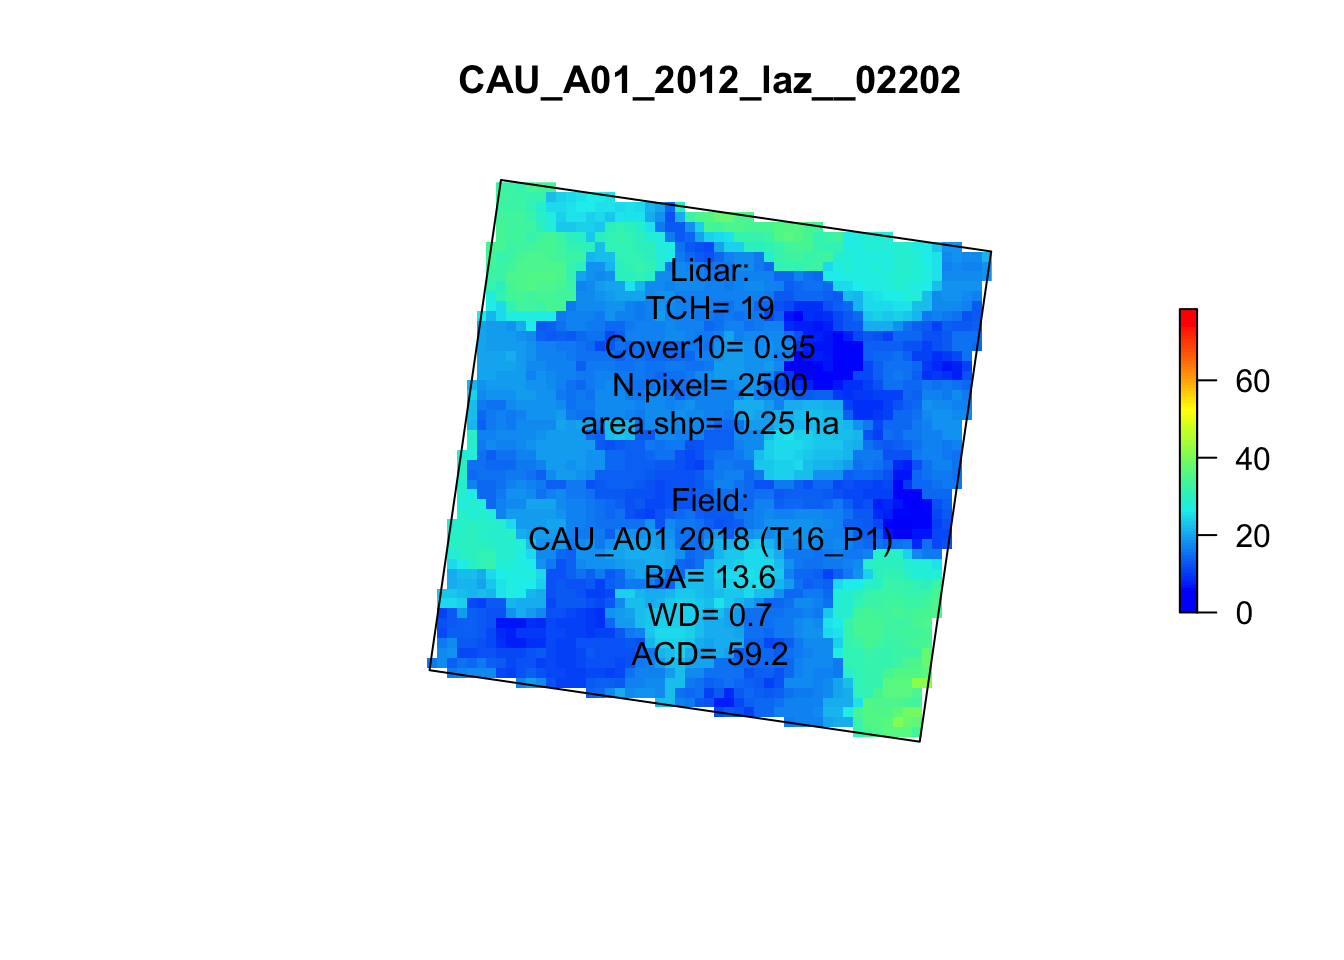 CAU_A01_2012_laz__02202
Lidar:
TCH= 19
Cover10= 0.95
N.pixel= 2500
area.shp= 0.25 ha
Field:
CAU_A01 2018 (T16_P1)
BA= 13.6
WD= 0.7
ACD= 59.2
60
40
20
0